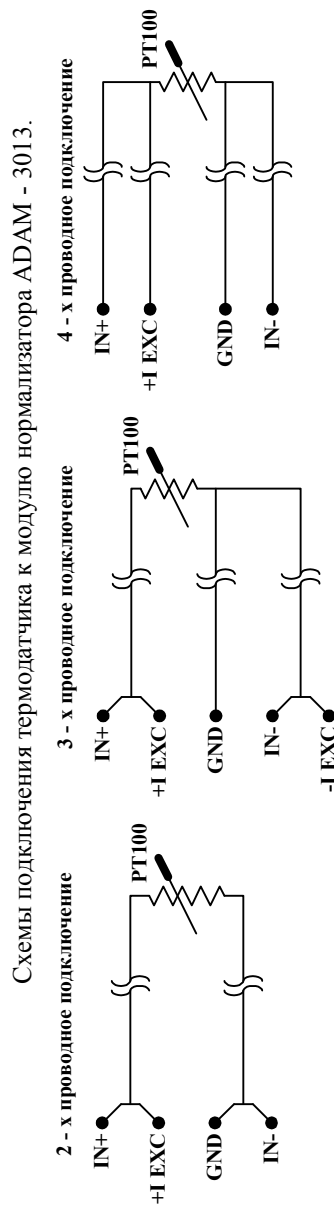 Схемы подключения термодатчика к модулю нормализатора ADAM - 3013.
2 - х проводное подключение
IN+
+I EXC
GND
IN-
PT100
3 - х проводное подключение
IN+
+I EXC
GND
IN-
-I EXC
PT100
4 - х проводное подключение
IN+
+I EXC
GND
IN-
PT100